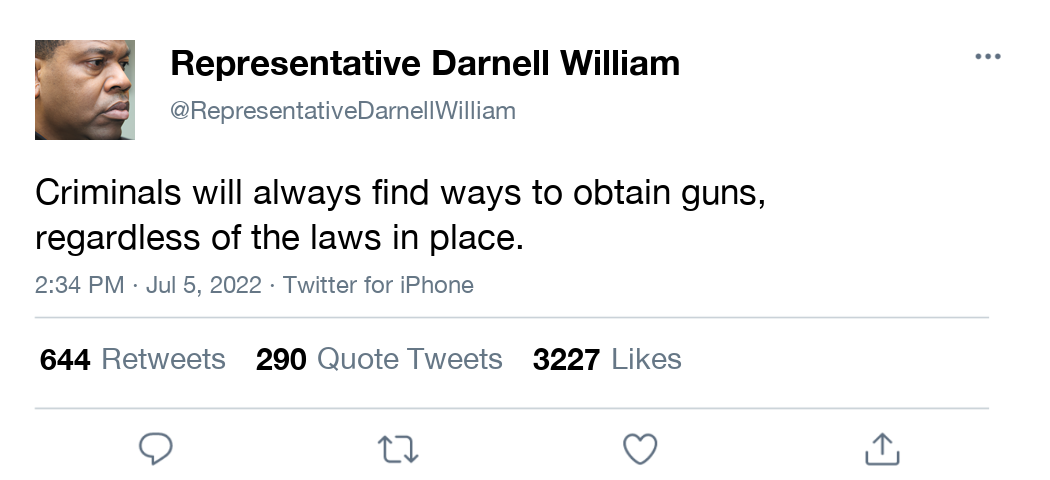 Representative Darnell William
@RepresentativeDarnellWilliam
Criminals will always find ways to obtain guns,
regardless of the laws in place.
2:34 PM · Jul 5, 2022 · Twitter for iPhone
644 Retweets 290 Quote Tweets 3227 Likes